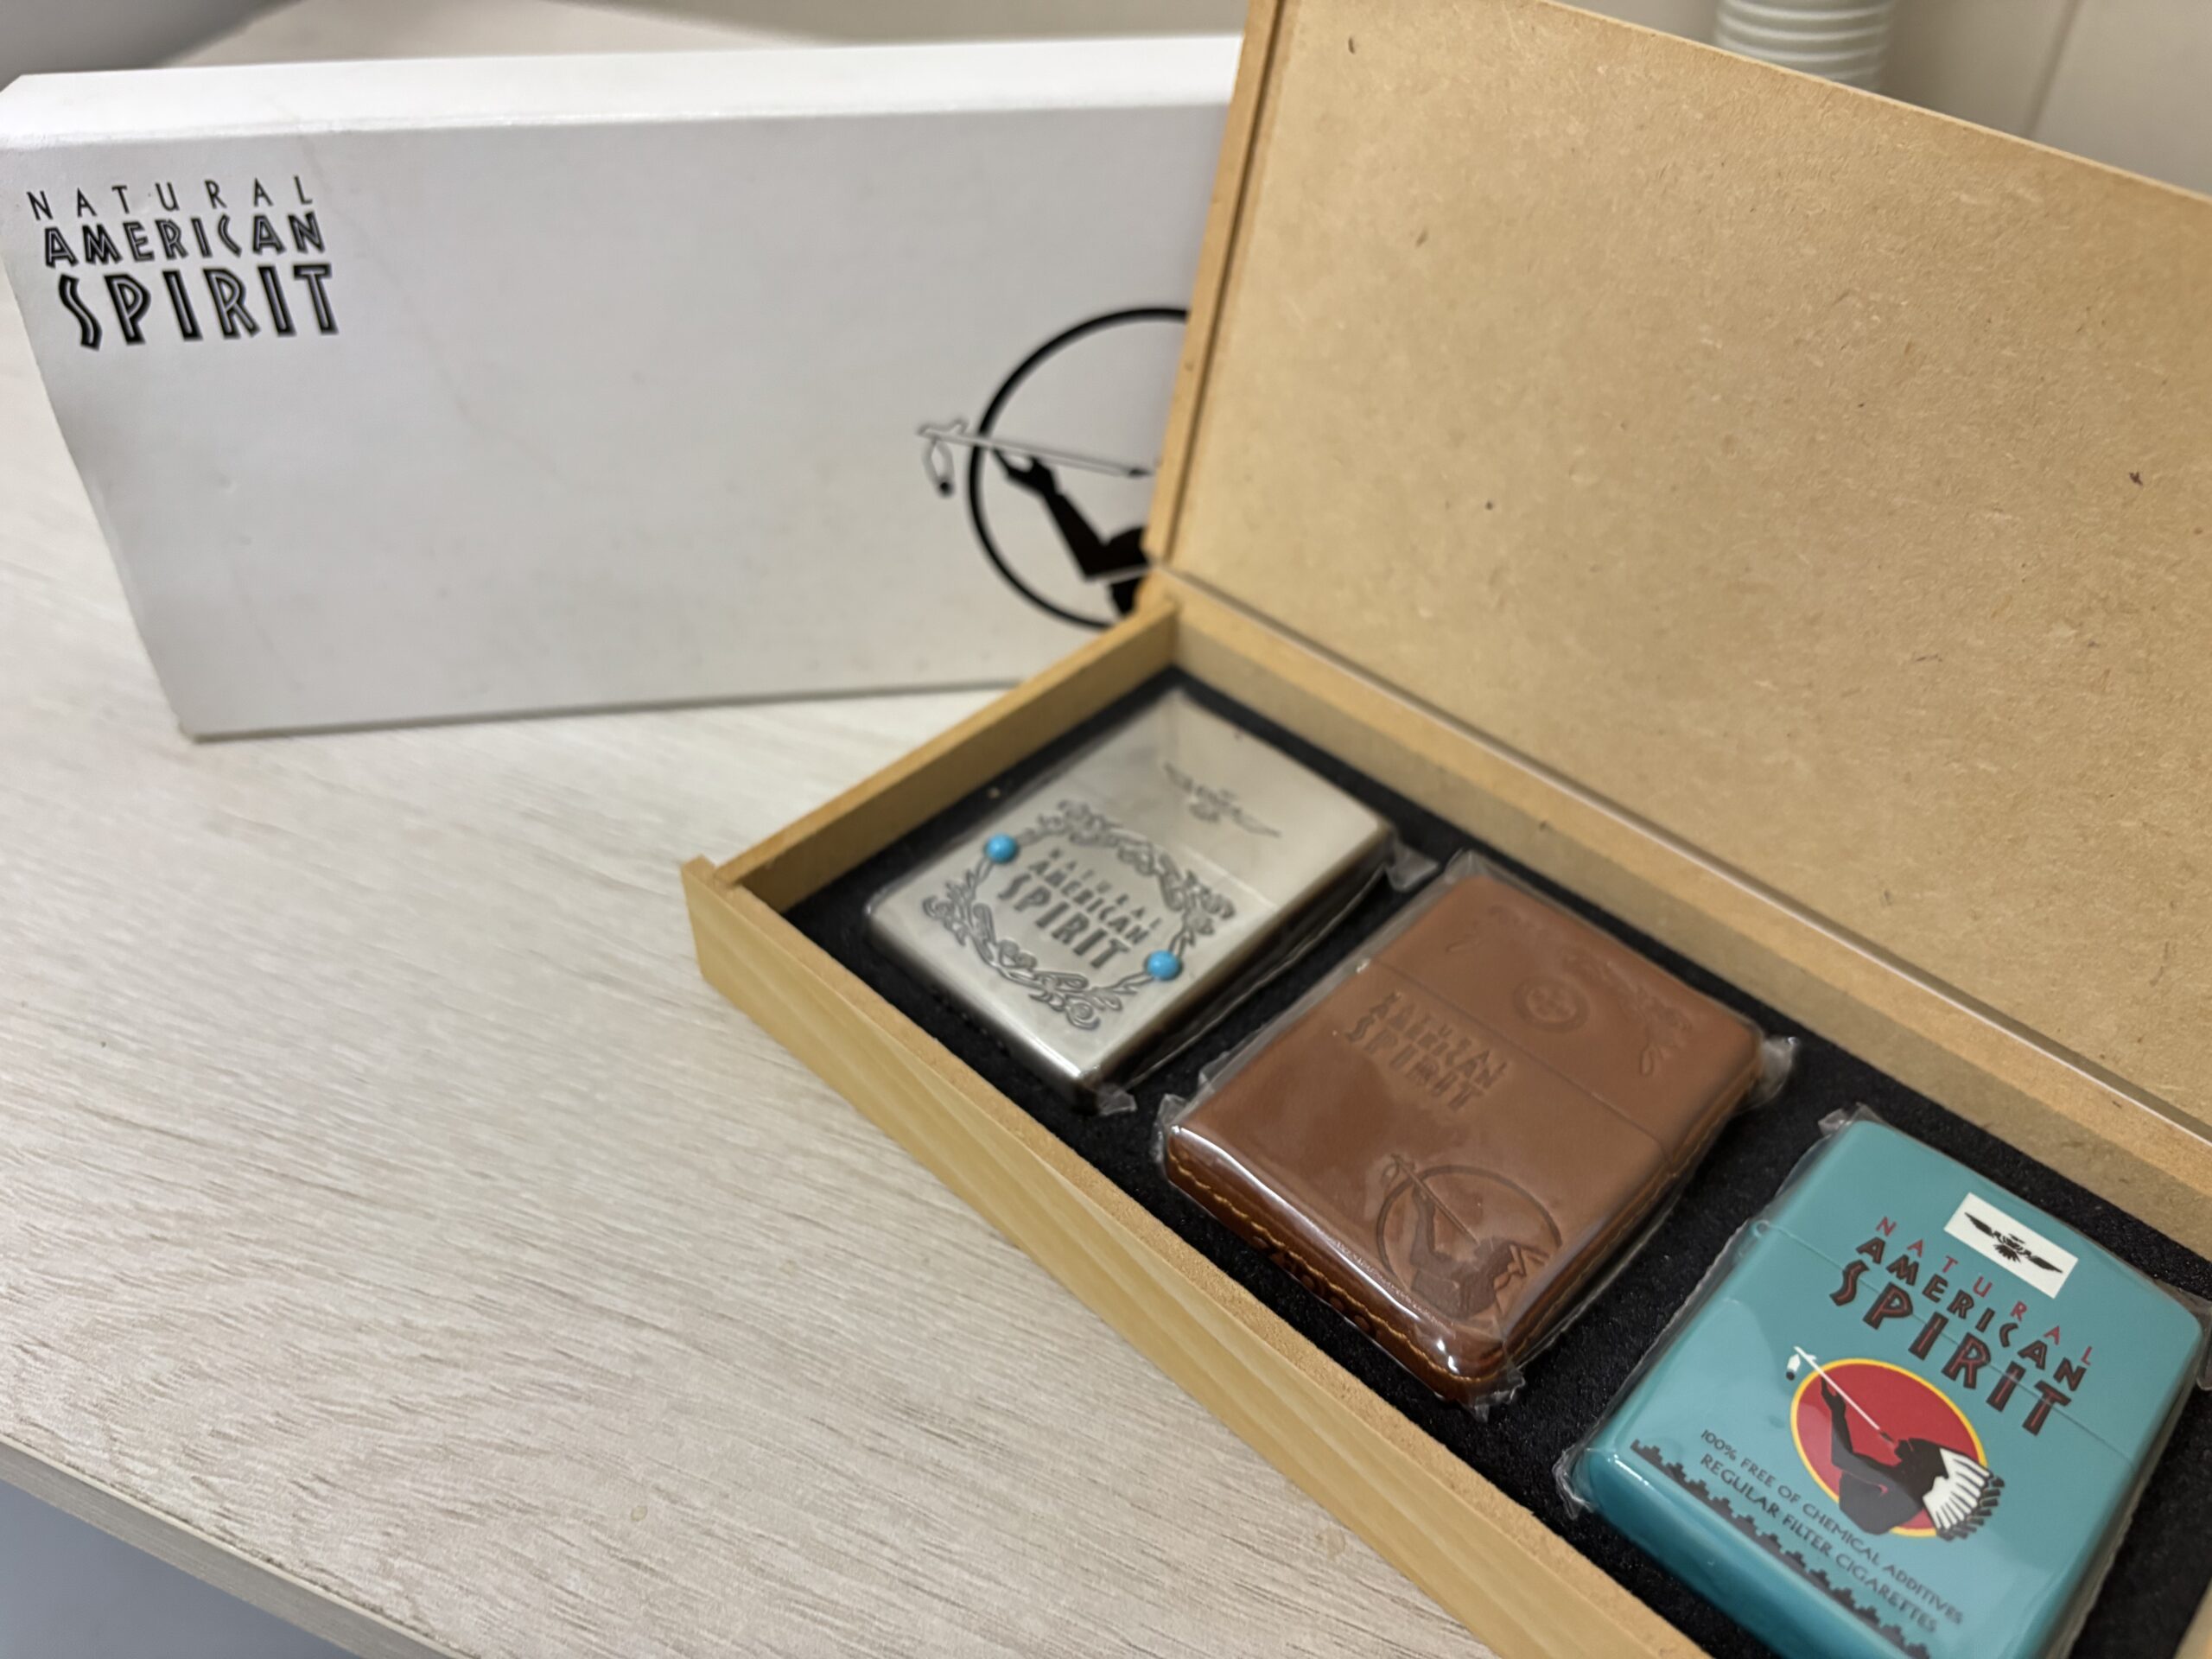 NATURAL
AMERICAN
SPIRIT
NATURAL
AMERICAN
SPIRIT
AMERICAN
SPIRIT
NATURAL
AMERICAN
SPIRIT
100% FREE OF CHEMICAL ADDITIVES
REGULAR FILTER CIGARETTES